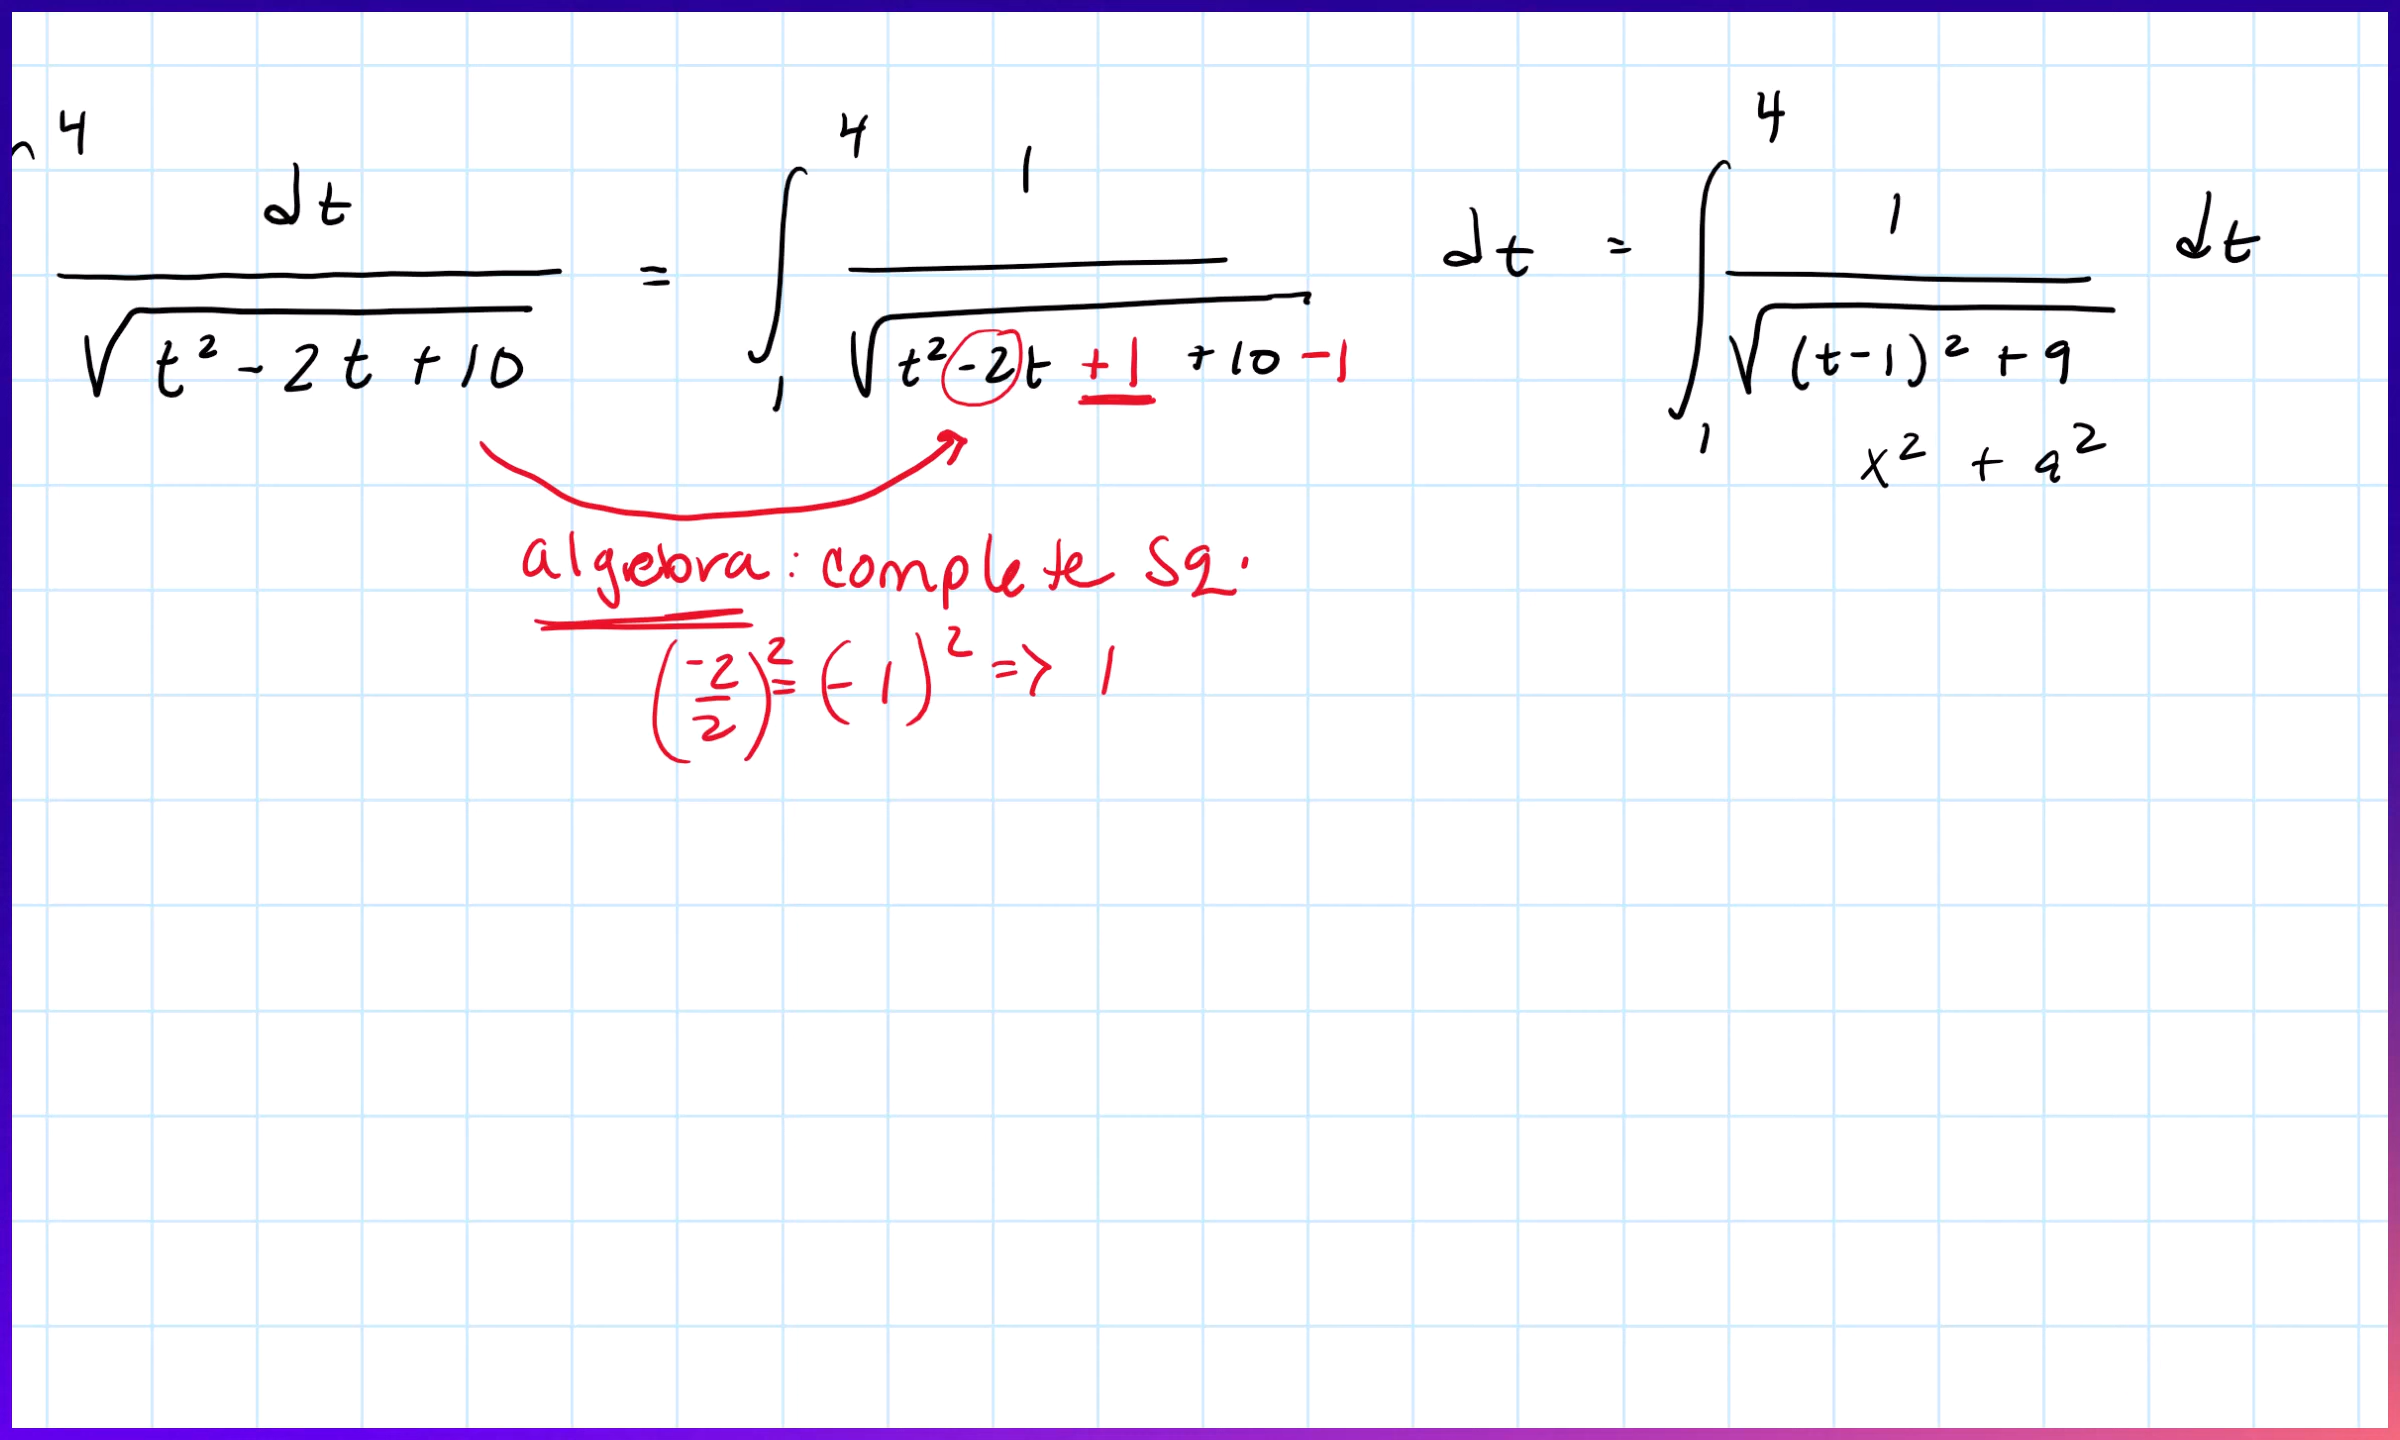 ∫ 4 dt / √(t² - 2t + 10) = ∫₁⁴ 1 / √(t² - 2t + 1 + 10 - 1) dt = ∫₁⁴ 1 / √((t-1)² + 9) dt
x² + a²
algebra: complete sq.
(-2/2)² = (-1)² => 1